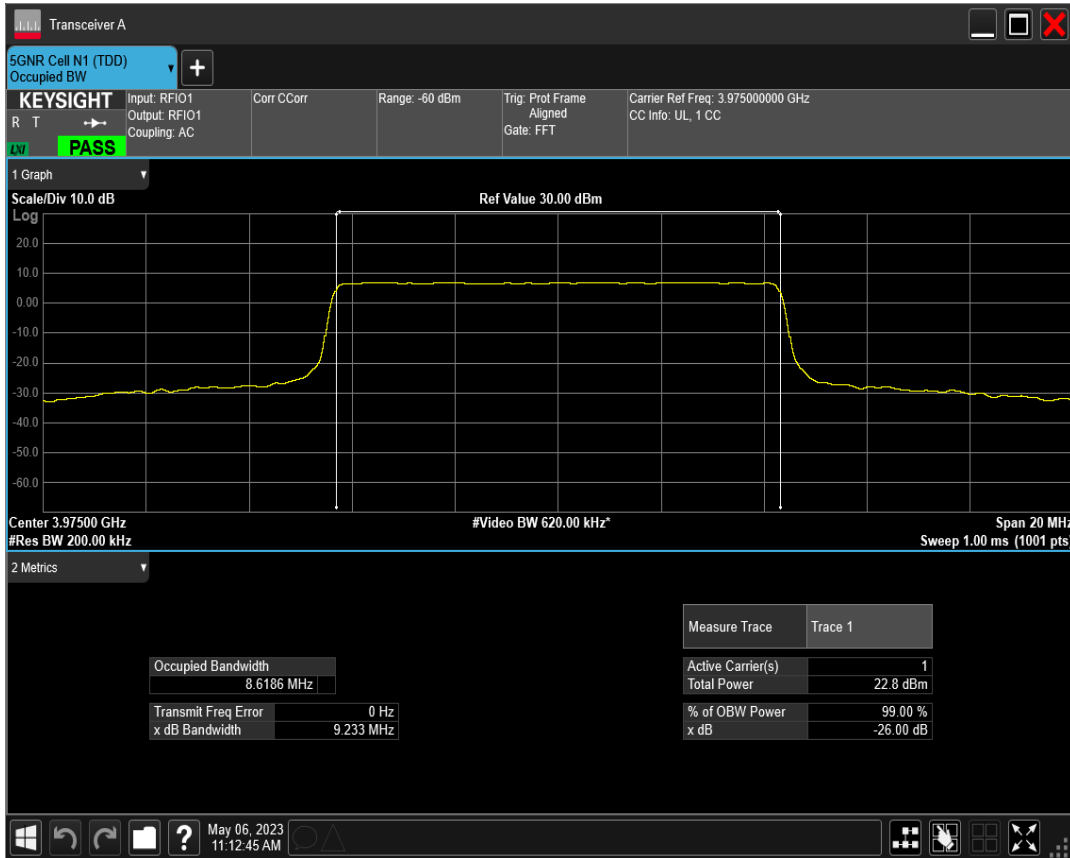 Transceiver A
5GNR Cell N1 (TDD)
Occupied BW
+
KEYSIGHT
R T
LXI
PASS
Input: RFIO1
Output: RFIO1
Coupling: AC
Corr CCorr
Range: -60 dBm
Trig: Prot Frame
Aligned
Gate: FFT
Carrier Ref Freq: 3.975000000 GHz
CC Info: UL, 1 CC
1 Graph
Scale/Div 10.0 dB
Ref Value 30.00 dBm
Log
20.0
10.0
0.00
-10.0
-20.0
-30.0
-40.0
-50.0
-60.0
Center 3.97500 GHz
#Video BW 620.00 kHz*
Span 20 MHz
#Res BW 200.00 kHz
Sweep 1.00 ms (1001 pts)
2 Metrics
Measure Trace Trace 1
Occupied Bandwidth
8.6186 MHz
Active Carrier(s) 1
Total Power 22.8 dBm
Transmit Freq Error 0 Hz
x dB Bandwidth 9.233 MHz
% of OBW Power 99.00 %
x dB -26.00 dB
?
May 06, 2023
11:12:45 AM